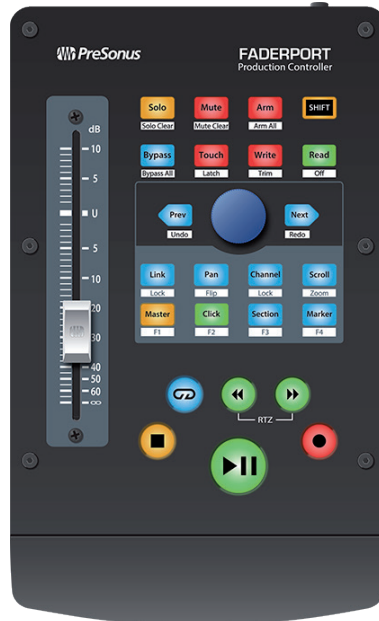 PreSonus
FADERPORT
Production Controller
Solo
Mute
Arm
SHIFT
Solo Clear
Mute Clear
Arm All
Bypass
Touch
Write
Read
Bypass All
Latch
Trim
Off
Prev
Next
Undo
Redo
Link
Pan
Channel
Scroll
Lock
Flip
Lock
Zoom
Master
Click
Section
Marker
F1
F2
F3
F4
RTZ
dB
10
5
U
5
10
20
30
40
50
60
∞